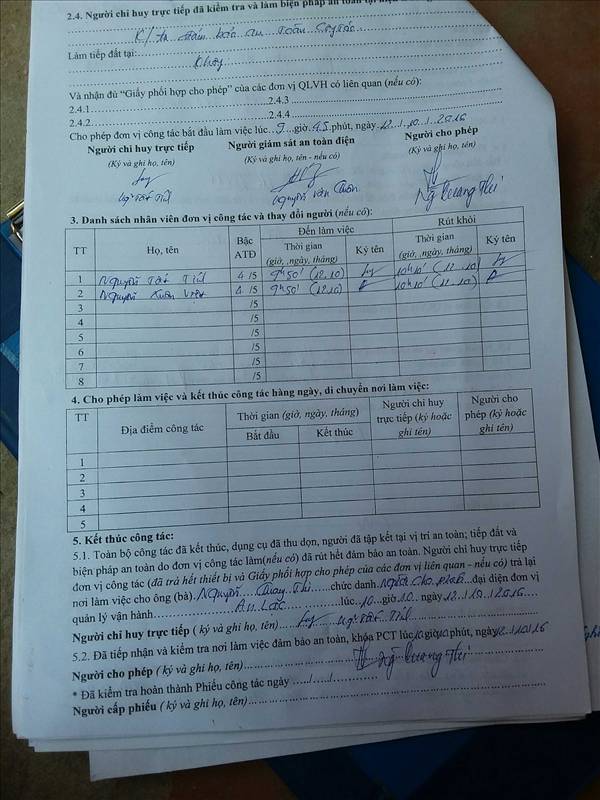 2.4. Người chỉ huy trực tiếp đã kiểm tra và làm biện pháp an toàn tại hiện
K/tr đảm bảo an toàn công tác
Làm tiếp đất tại:
không
Và nhận đủ “Giấy phối hợp cho phép” của các đơn vị QLVH có liên quan (nếu có):
2.4.1 2.4.3
2.4.2 2.4.4
Cho phép đơn vị công tác bắt đầu làm việc lúc 9 giờ 45 phút, ngày 12 / 10 / 2016
Người chỉ huy trực tiếp Người giám sát an toàn điện Người cho phép
(Ký và ghi họ, tên) (Ký và ghi họ, tên - nếu có) (Ký và ghi họ, tên)
Nguyễn Văn Ng Quang Thi
3. Danh sách nhân viên đơn vị công tác và thay đổi người (nếu có):
TT Họ, tên Bậc ATĐ Đến làm việc Rút khỏi
Thời gian (giờ, ,ngày, tháng) Ký tên Thời gian (giờ, ,ngày, tháng) Ký tên
1 Nguyễn Tất 4 /5 9h50' (12.10) 10h10' (12.10)
2 Nguyễn Xuân Việt 4 /5 9h50' (12.10) 10h10' (12.10)
3 /5
4 /5
5 /5
6 /5
7 /5
8 /5
4. Cho phép làm việc và kết thúc công tác hàng ngày, di chuyển nơi làm việc:
TT Địa điểm công tác Thời gian (giờ, ngày, tháng) Người chỉ huy trực tiếp (ký hoặc ghi tên) Người cho phép (ký hoặc ghi tên)
Bắt đầu Kết thúc
1
2
3
4
5
5. Kết thúc công tác:
5.1. Toàn bộ công tác đã kết thúc, dụng cụ đã thu dọn, người đã tập kết tại vị trí an toàn; tiếp đất và
biện pháp an toàn do đơn vị công tác làm(nếu có) đã rút hết đảm bảo an toàn. Người chỉ huy trực tiếp
đơn vị công tác (đã trả hết thiết bị và Giấy phối hợp cho phép của các đơn vị liên quan - nếu có) trả lại
nơi làm việc cho ông (bà) Nguyễn Quang Thi chức danh Người cho phép đại diện đơn vị
quản lý vận hành An Lão lúc 10 giờ 10 ngày 12 / 10 / 2016
Người chỉ huy trực tiếp ( ký và ghi họ, tên)
5.2. Đã tiếp nhận và kiểm tra nơi làm việc đảm bảo an toàn, khóa PCT lúc 10 giờ 10 phút, ngày 12/10/16
Người cho phép ( ký và ghi họ, tên) Ng Quang Thi
* Đã kiểm tra hoàn thành Phiếu công tác ngày ...../...../.....
Người cấp phiếu ( ký và ghi họ, tên)